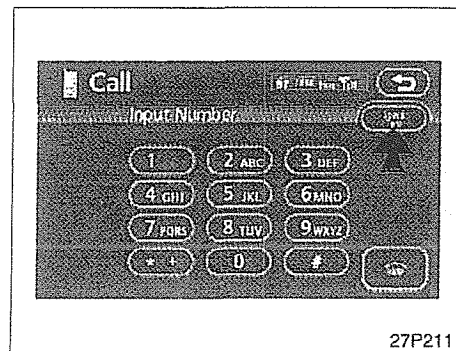 Call
Input Number
1 2 ABC 3 DEF
4 GHI 5 JKL 6 MNO
7 PQRS 8 TUV 9 WXYZ
* + 0 #
27P211